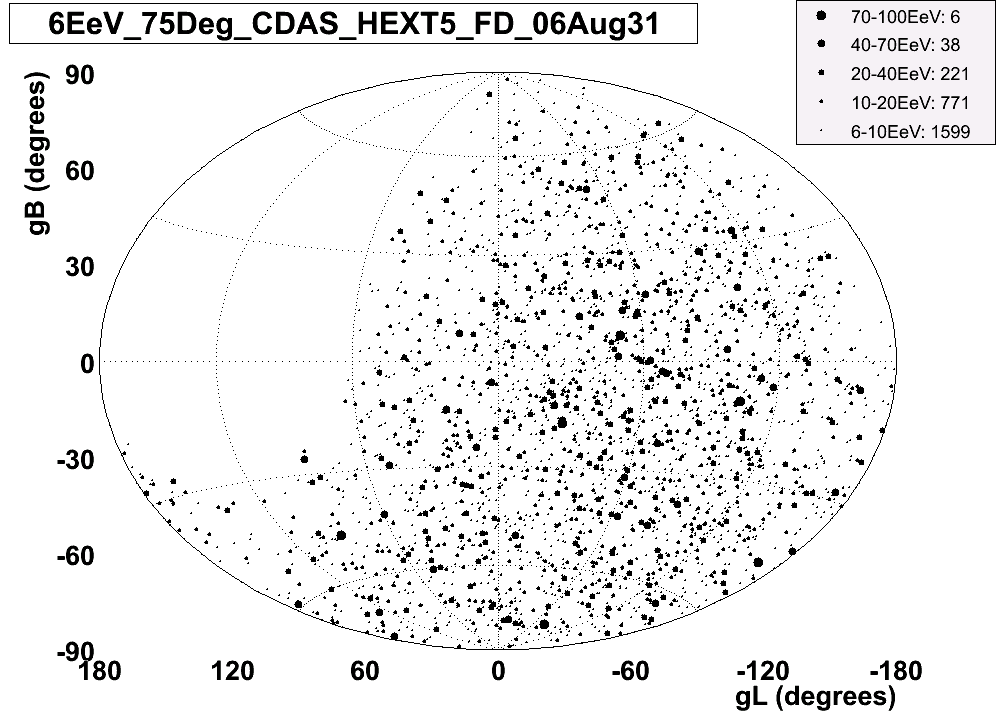 6EeV_75Deg_CDAS_HEXT5_FD_06Aug31
70-100EeV: 6
40-70EeV: 38
20-40EeV: 221
10-20EeV: 771
6-10EeV: 1599
gB (degrees)
90
60
30
0
-30
-60
-90
180 120 60 0 -60 -120 -180
gL (degrees)